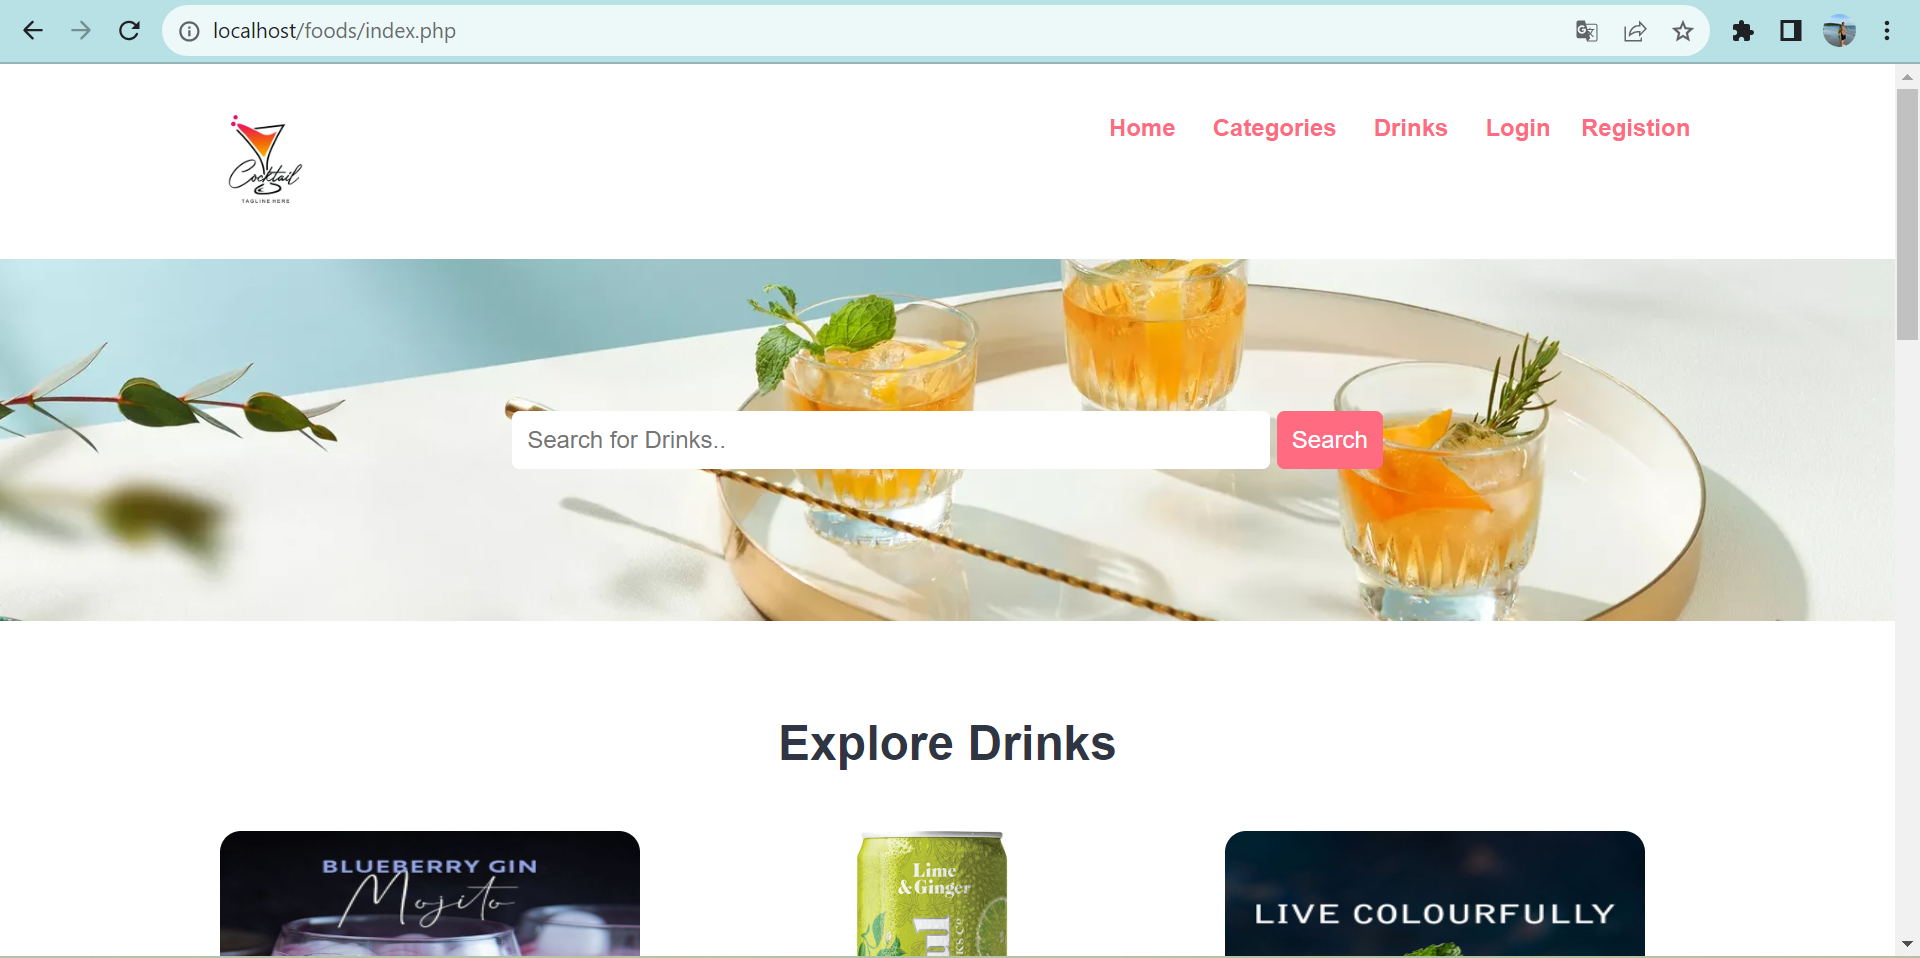 localhost/foods/index.php
Cocktail
TAGLINE HERE
Home Categories Drinks Login Registion
Search for Drinks.. Search
Explore Drinks
BLUEBERRY GIN
Mojito
Lime
& Ginger
LIVE COLOURFULLY